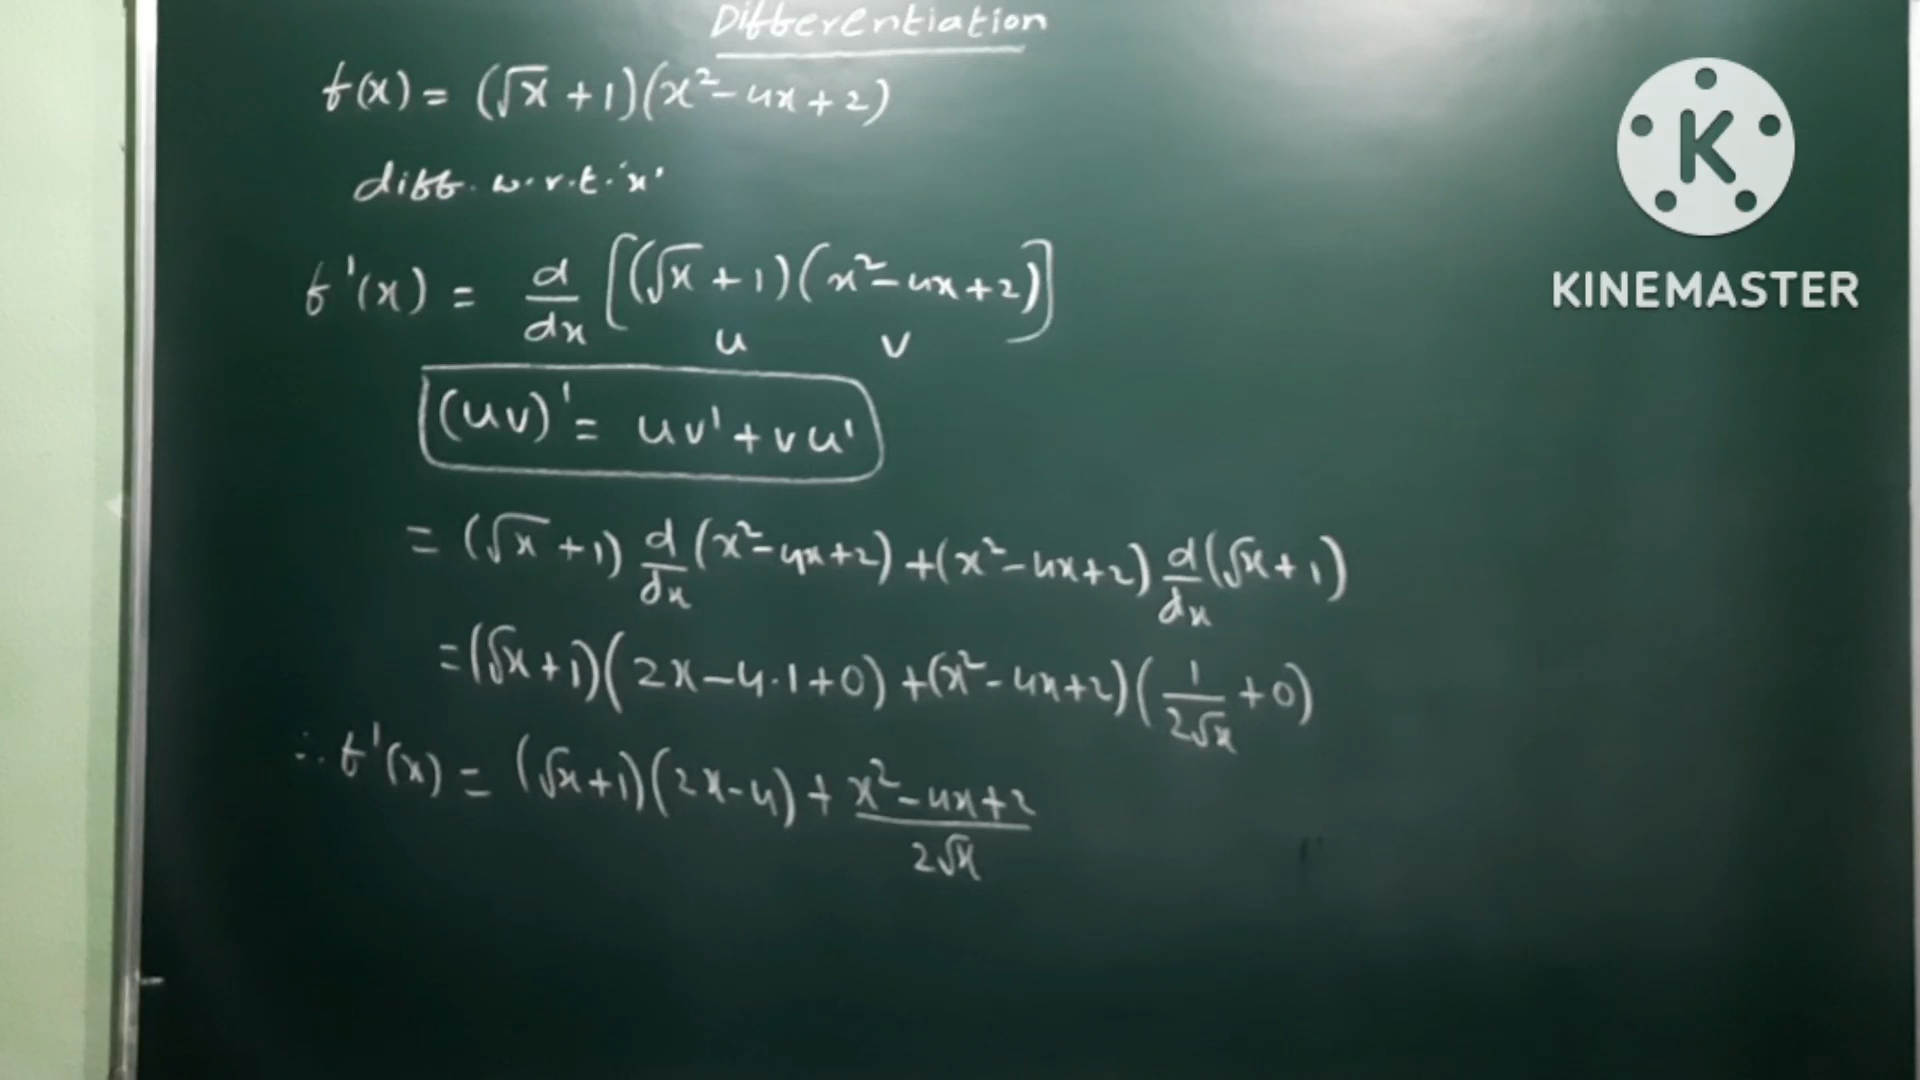 Differentiation
f(x) = (√x + 1)(x² - 4x + 2)
diff. w.r.t. 'x'
f'(x) = d/dx [(√x + 1)(x² - 4x + 2)]
u v
(uv)' = uv' + vu'
= (√x + 1) d/dx (x² - 4x + 2) + (x² - 4x + 2) d/dx (√x + 1)
= (√x + 1)(2x - 4·1 + 0) + (x² - 4x + 2)(1/2√x + 0)
∴ f'(x) = (√x + 1)(2x - 4) + x² - 4x + 2/2√x
K
KINEMASTER